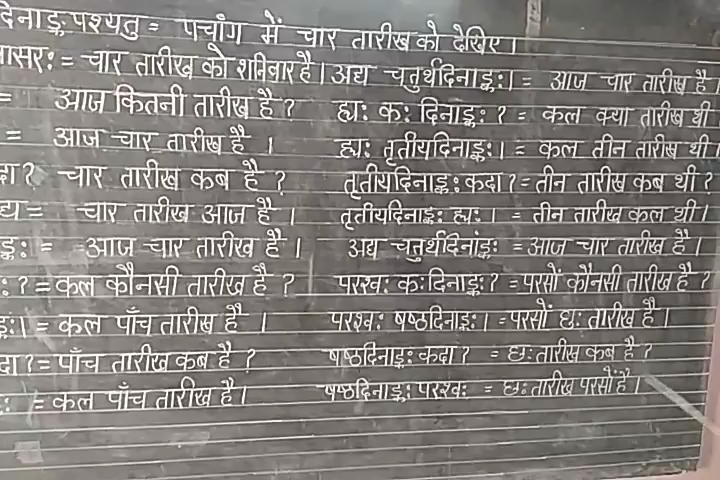 देनाङ्कं पश्यतु = पचांग में चार तारीख को देखिए।
ासरः = चार तारीख को शनिवार है। अद्य चतुर्थदिनाङ्कः। = आज चार तारीख है
= आज कितनी तारीख है ? ह्यः कः दिनाङ्कः ? = कल क्या तारीख थी
= आज चार तारीख है । ह्यः तृतीयदिनाङ्कः। = कल तीन तारीख थी।
दा ? चार तारीख कब है ? तृतीयदिनाङ्कः कदा ? = तीन तारीख कब थी ?
द्य = चार तारीख आज है । तृतीयदिनाङ्कः ह्यः । = तीन तारीख कल थी।
ङ्कः = आज चार तारीख है । अद्य चतुर्थदिनांङ्कः = आज चार तारीख है।
: ? = कल कौनसी तारीख है ? परश्वः कः दिनाङ्कः ? = परसों कौनसी तारीख है ?
ङ्कः। = कल पाँच तारीख है । परश्वः षष्ठदिनाङ्कः । = परसों छः तारीख है।
दा ? = पाँच तारीख कब है ? षष्ठदिनाङ्कः कदा ? = छः तारीख कब है ?
: = कल पाँच तारीख है। षष्ठदिनाङ्कः परश्वः = छः तारीख परसों है।